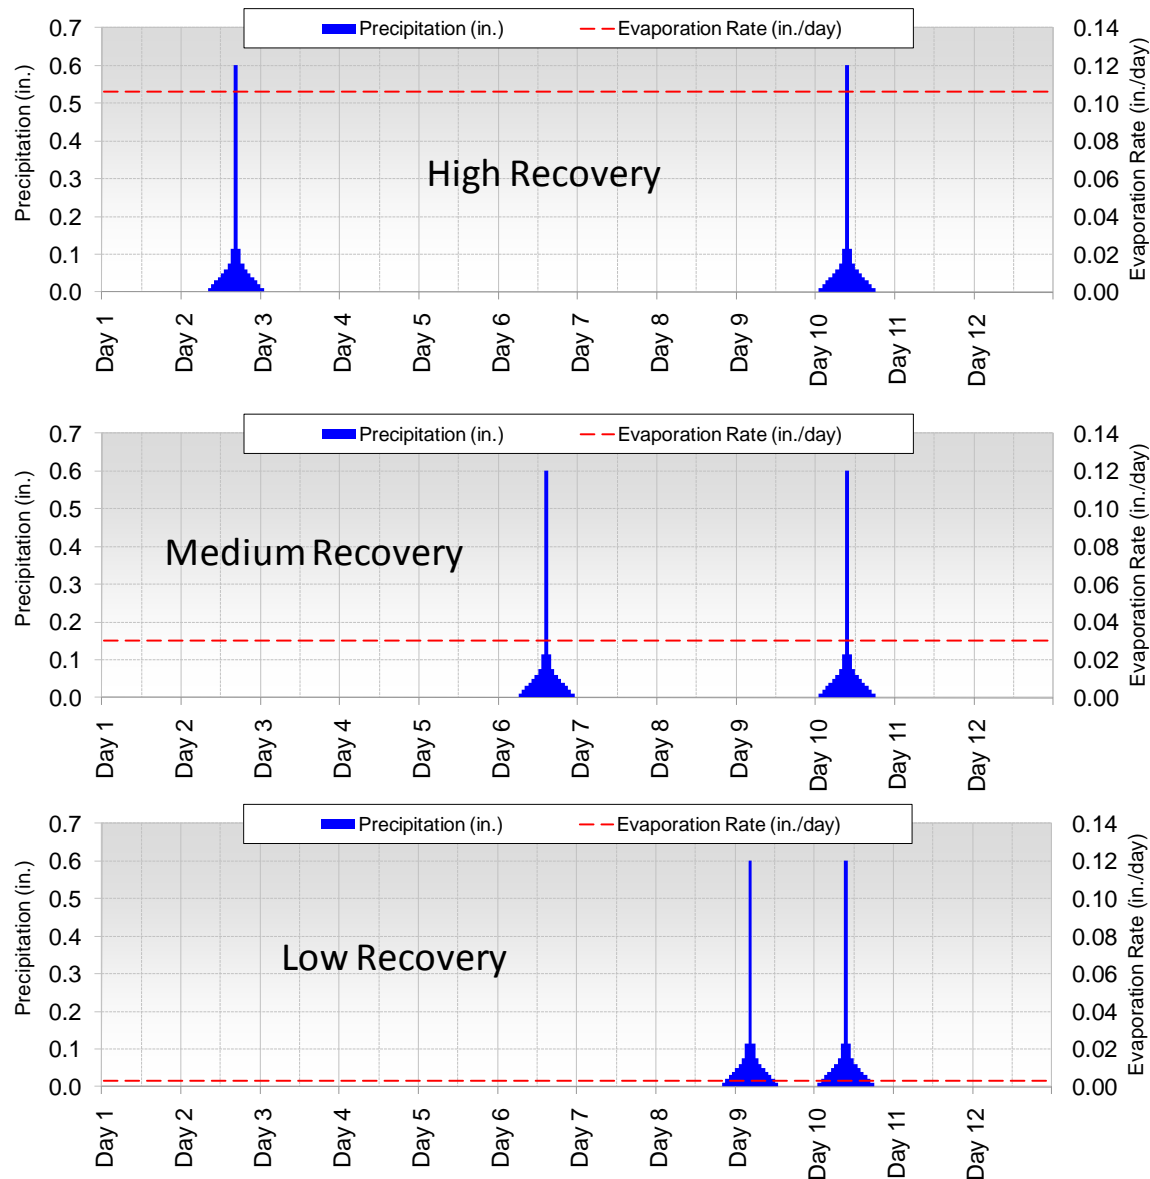 Precipitation (in.) Evaporation Rate (in./day)
0.7 0.14
0.6 0.12
0.5 0.10
0.4 0.08
0.3 0.06
0.2 0.04
0.1 0.02
0.0 0.00
Precipitation (in.)
Evaporation Rate (in./day)
High Recovery
Day 1 Day 2 Day 3 Day 4 Day 5 Day 6 Day 7 Day 8 Day 9 Day 10 Day 11 Day 12
Precipitation (in.) Evaporation Rate (in./day)
0.7 0.14
0.6 0.12
0.5 0.10
0.4 0.08
0.3 0.06
0.2 0.04
0.1 0.02
0.0 0.00
Precipitation (in.)
Evaporation Rate (in./day)
Medium Recovery
Day 1 Day 2 Day 3 Day 4 Day 5 Day 6 Day 7 Day 8 Day 9 Day 10 Day 11 Day 12
Precipitation (in.) Evaporation Rate (in./day)
0.7 0.14
0.6 0.12
0.5 0.10
0.4 0.08
0.3 0.06
0.2 0.04
0.1 0.02
0.0 0.00
Precipitation (in.)
Evaporation Rate (in./day)
Low Recovery
Day 1 Day 2 Day 3 Day 4 Day 5 Day 6 Day 7 Day 8 Day 9 Day 10 Day 11 Day 12